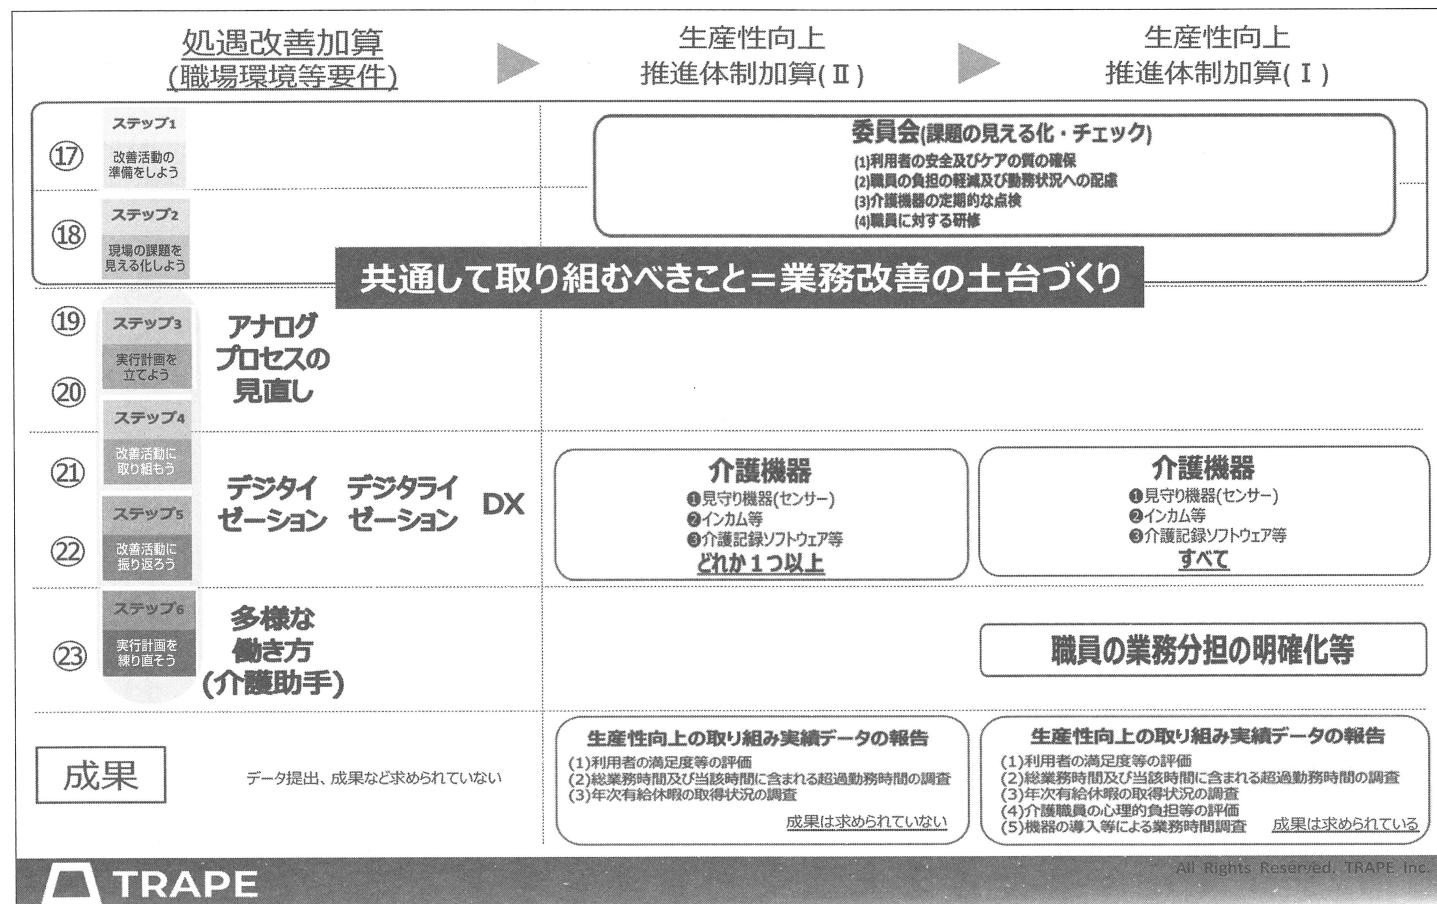 処遇改善加算
(職場環境等要件)
生産性向上
推進体制加算(Ⅱ)
生産性向上
推進体制加算(Ⅰ)
⑰
ステップ1
改善活動の
準備をしよう
⑱
ステップ2
現場の課題を
見える化しよう
委員会(課題の見える化・チェック)
(1)利用者の安全及びケアの質の確保
(2)職員の負担の軽減及び勤務状況への配慮
(3)介護機器の定期的な点検
(4)職員に対する研修
共通して取り組むべきこと=業務改善の土台づくり
⑲
⑳
ステップ3
実行計画を
立てよう
アナログ
プロセスの
見直し
ステップ4
改善活動に
取り組もう
㉑
㉒
ステップ5
改善活動に
振り返ろう
デジタイ
ゼーション
デジタライ
ゼーション
DX
介護機器
❶見守り機器(センサー)
❷インカム等
❸介護記録ソフトウェア等
どれか1つ以上
介護機器
❶見守り機器(センサー)
❷インカム等
❸介護記録ソフトウェア等
すべて
㉓
ステップ6
実行計画を
練り直そう
多様な
働き方
(介護助手)
職員の業務分担の明確化等
成果
データ提出、成果など求められていない
生産性向上の取り組み実績データの報告
(1)利用者の満足度等の評価
(2)総業務時間及び当該時間に含まれる超過勤務時間の調査
(3)年次有給休暇の取得状況の調査
成果は求められていない
生産性向上の取り組み実績データの報告
(1)利用者の満足度等の評価
(2)総業務時間及び当該時間に含まれる超過勤務時間の調査
(3)年次有給休暇の取得状況の調査
(4)介護職員の心理的負担等の評価
(5)機器の導入等による業務時間調査
成果は求められている
TRAPE
All Rights Reserved. TRAPE Inc.